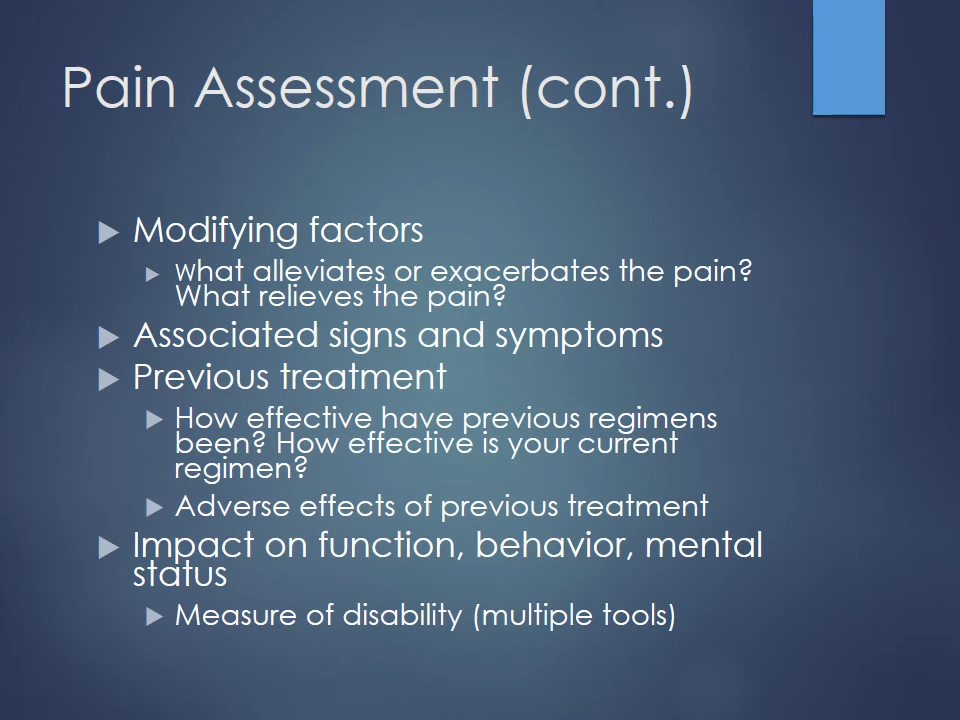 Pain Assessment (cont.)
Modifying factors
What alleviates or exacerbates the pain?
What relieves the pain?
Associated signs and symptoms
Previous treatment
How effective have previous regimens
been? How effective is your current
regimen?
Adverse effects of previous treatment
Impact on function, behavior, mental
status
Measure of disability (multiple tools)